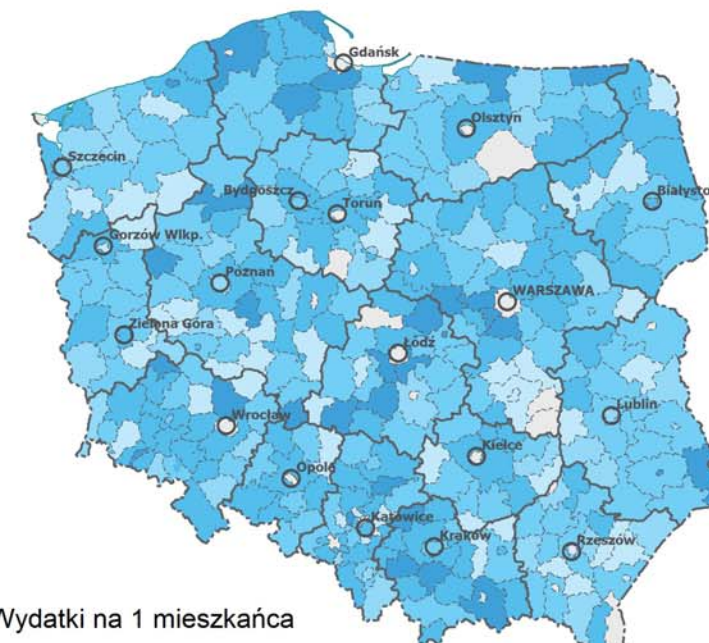 Gdańsk
Olsztyn
Szczecin
Bydgoszcz
Toruń
Białysto
Gorzów Wlkp.
Poznań
WARSZAWA
Zielona Góra
Łódź
Lublin
Wrocław
Kielce
Opole
Katowice
Kraków
Rzeszów
Wydatki na 1 mieszkańca